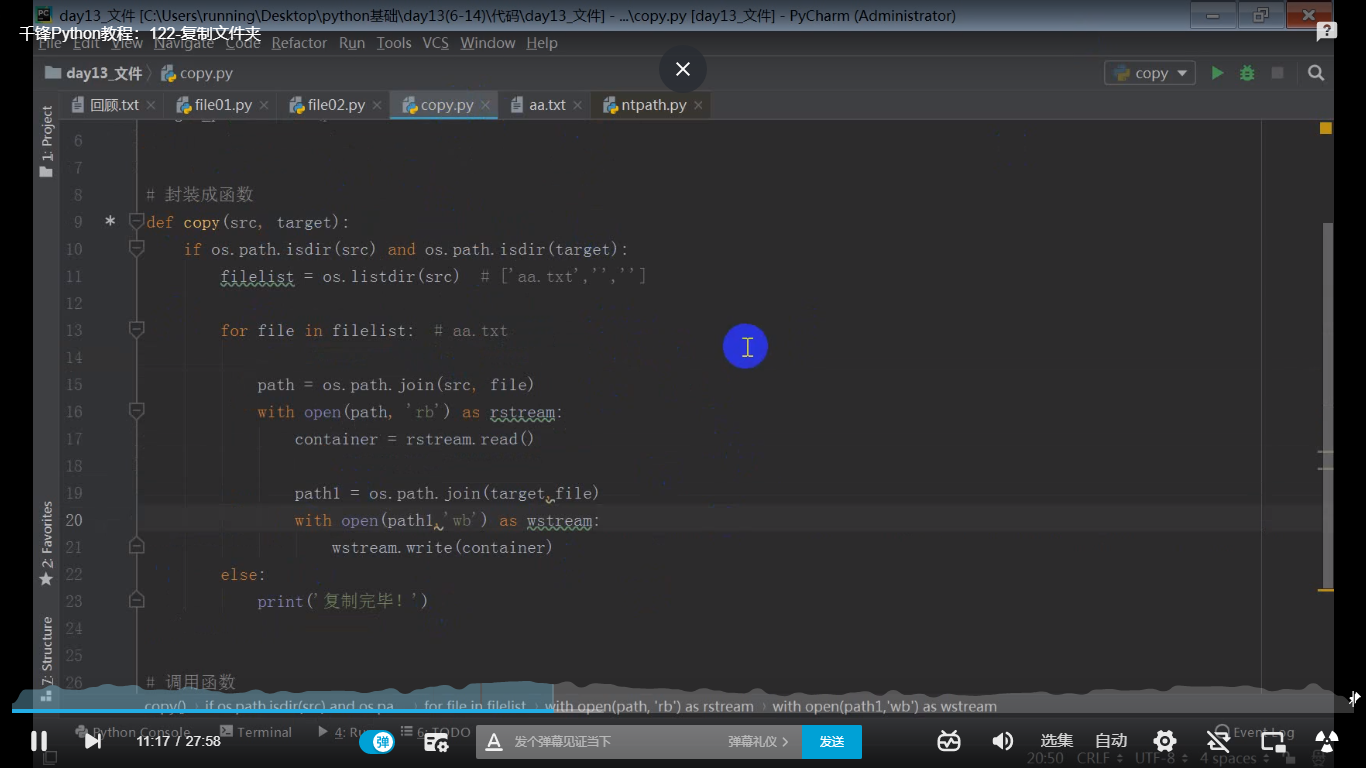 day13_文件 [C:\Users\running\Desktop\python基础\day13(6-14)\代码\day13_文件] - ...\copy.py [day13_文件] - PyCharm (Administrator)
千锋Python教程：122-复制文件夹
File Edit View Navigate Code Refactor Run Tools VCS Window Help
day13_文件 copy.py copy
回顾.txt file01.py file02.py copy.py aa.txt ntpath.py
1: Project
6
7
8 # 封装成函数
9 * def copy(src, target):
10 if os.path.isdir(src) and os.path.isdir(target):
11 filelist = os.listdir(src) # ['aa.txt','','']
12
13 for file in filelist: # aa.txt
14
15 path = os.path.join(src, file)
16 with open(path, 'rb') as rstream:
17 container = rstream.read()
18
19 path1 = os.path.join(target,file)
20 with open(path1,'wb') as wstream:
21 wstream.write(container)
22 else:
23 print('复制完毕！')
24
25
26 # 调用函数
2: Favorites
7: Structure
copy() › if os.path.isdir(src) and os.pa... › for file in filelist › with open(path, 'rb') as rstream › with open(path1,'wb') as wstream
Python Console Terminal 4: Ru 6: TODO Event Log
11:17 / 27:58 弹 发个弹幕见证当下 弹幕礼仪 › 发送 选集 自动
20:50 CRLF UTF-8 4 spaces